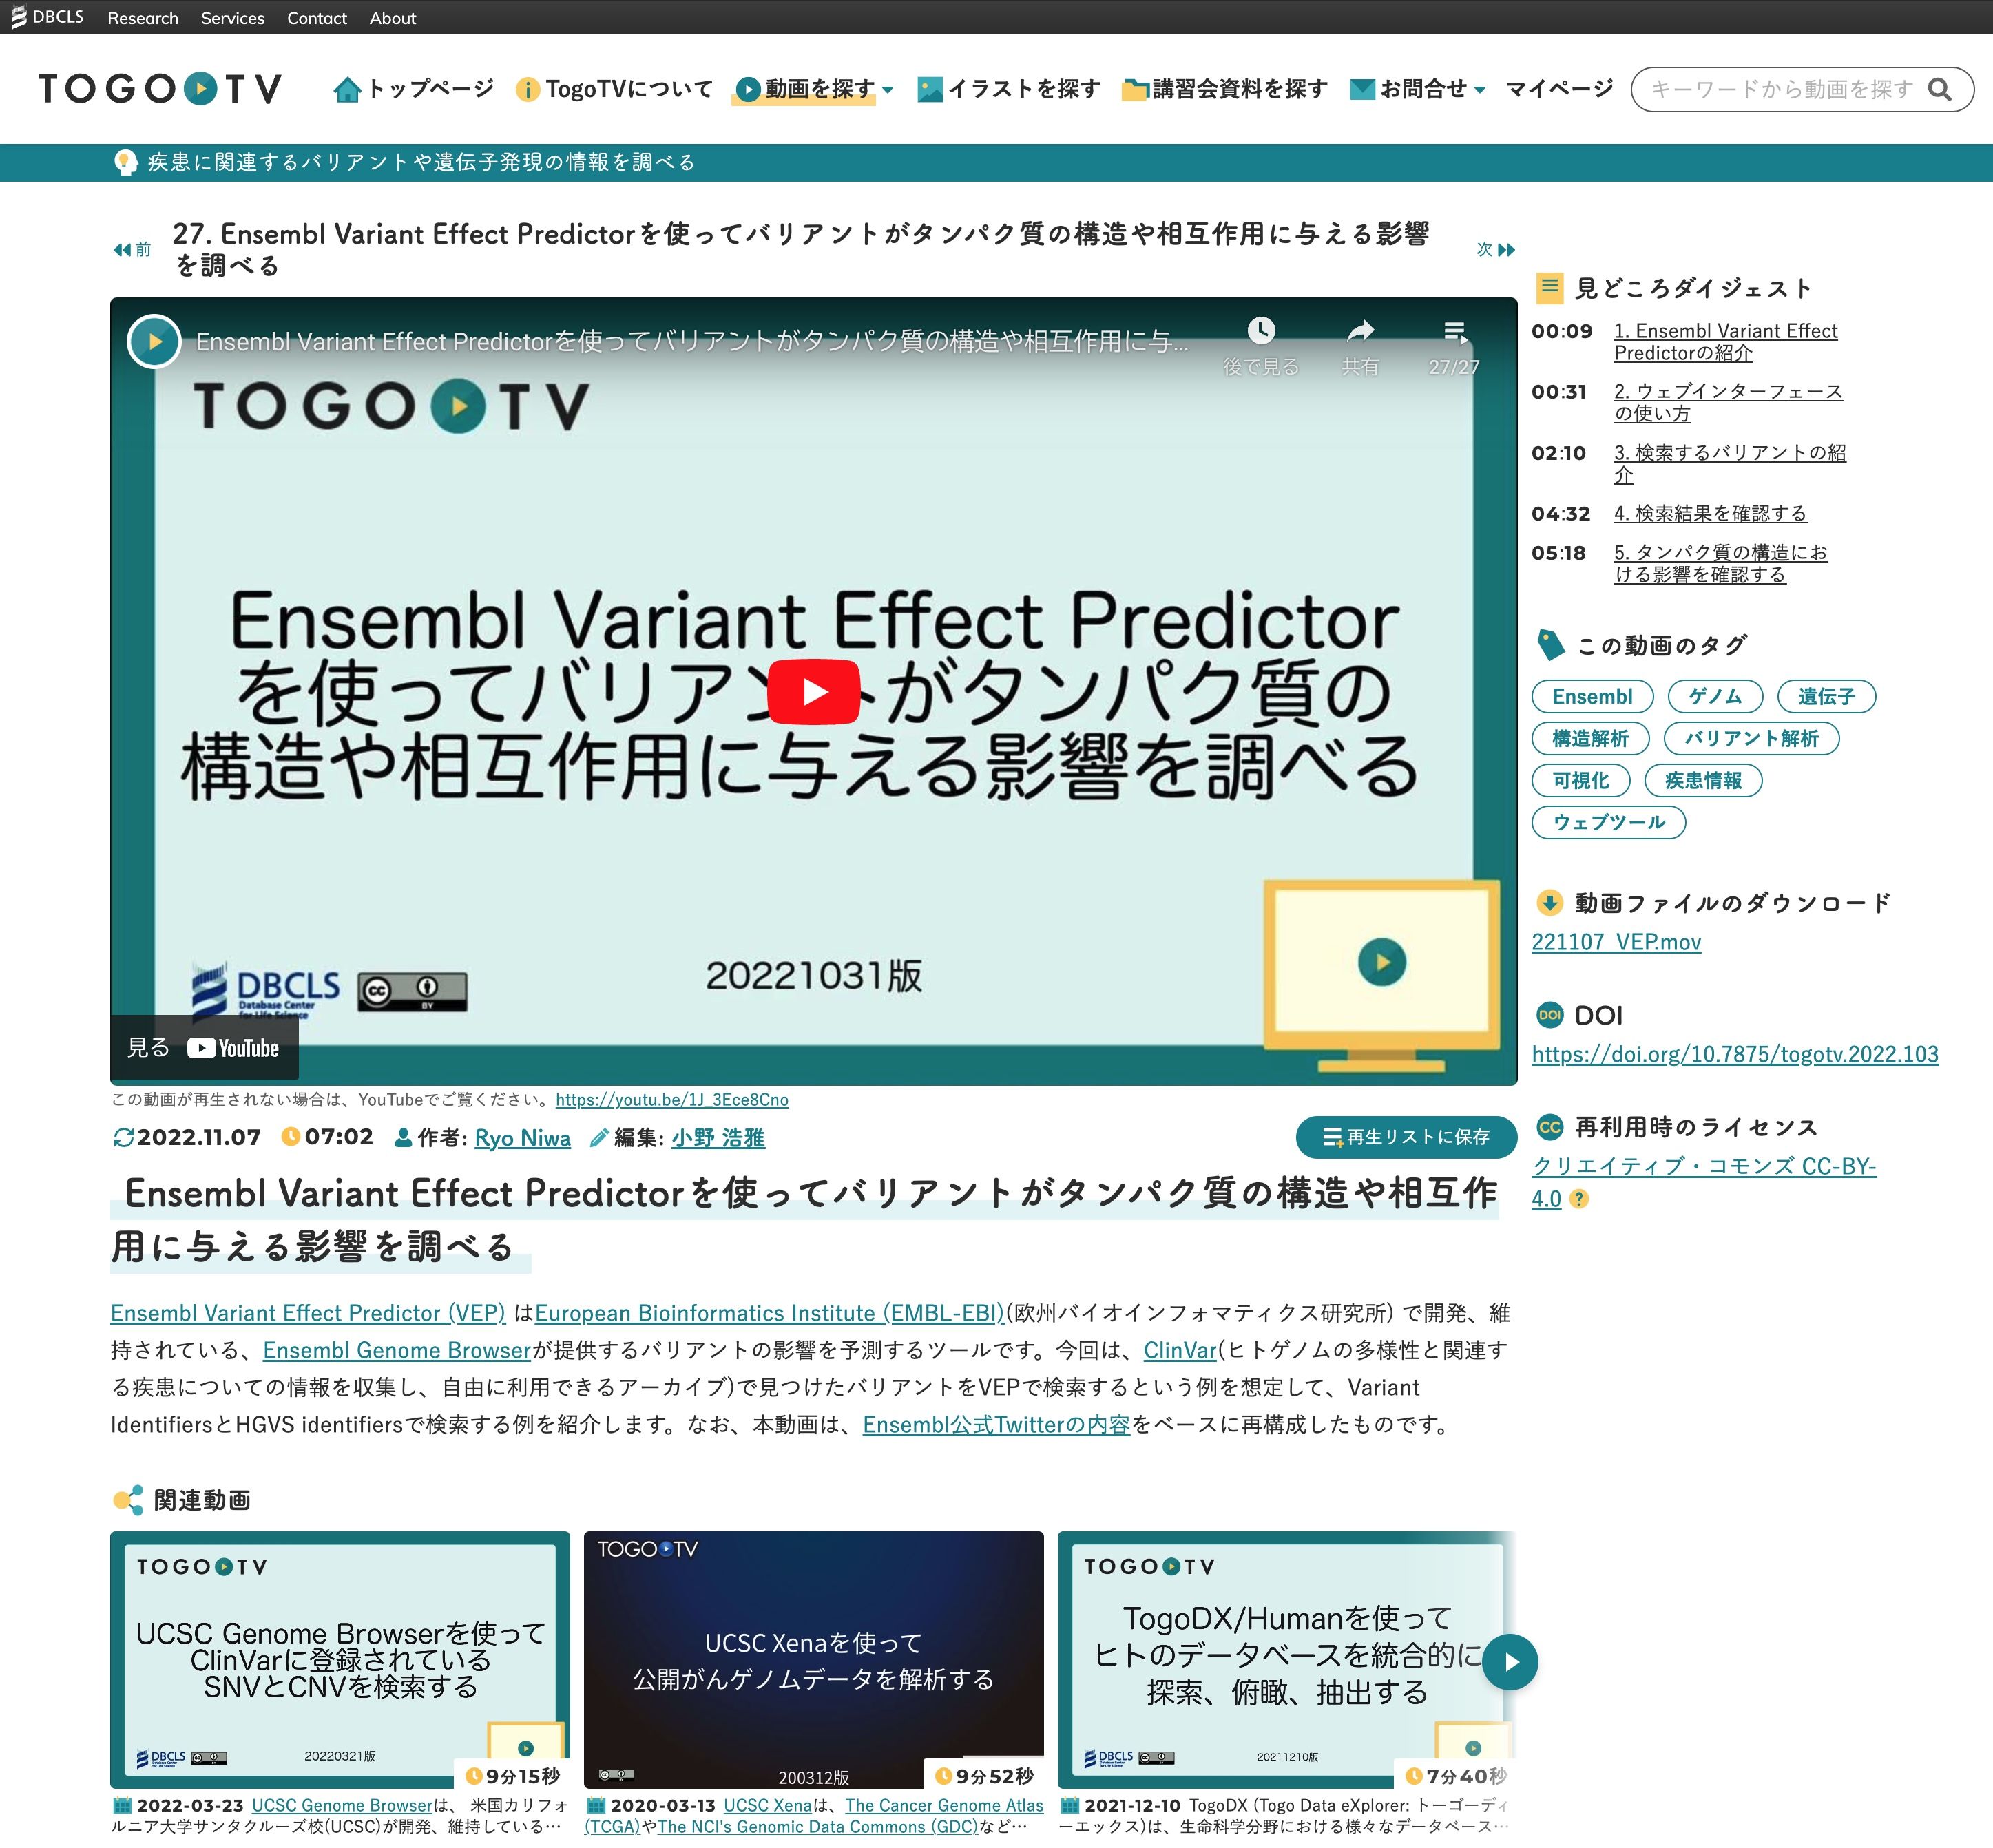 DBCLS Research Services Contact About
TOGOTV トップページ TogoTVについて 動画を探す イラストを探す 講習会資料を探す お問合せ マイページ キーワードから動画を探す
疾患に関連するバリアントや遺伝子発現の情報を調べる
前
27. Ensembl Variant Effect Predictorを使ってバリアントがタンパク質の構造や相互作用に与える影響
を調べる
次
Ensembl Variant Effect Predictorを使ってバリアントがタンパク質の構造や相互作用に与...
後で見る 共有 27/27
TOGOTV
Ensembl Variant Effect Predictor
を使ってバリアントがタンパク質の
構造や相互作用に与える影響を調べる
DBCLS
Database Center
for Life Science
cc BY
20221031版
見る YouTube
この動画が再生されない場合は、YouTubeでご覧ください。https://youtu.be/1J_3Ece8Cno
2022.11.07 07:02 作者: Ryo Niwa 編集: 小野 浩雅
再生リストに保存
Ensembl Variant Effect Predictorを使ってバリアントがタンパク質の構造や相互作
用に与える影響を調べる
Ensembl Variant Effect Predictor (VEP) はEuropean Bioinformatics Institute (EMBL-EBI)(欧州バイオインフォマティクス研究所) で開発、維
持されている、Ensembl Genome Browserが提供するバリアントの影響を予測するツールです。今回は、ClinVar(ヒトゲノムの多様性と関連す
る疾患についての情報を収集し、自由に利用できるアーカイブ)で見つけたバリアントをVEPで検索するという例を想定して、Variant
IdentifiersとHGVS identifiersで検索する例を紹介します。なお、本動画は、Ensembl公式Twitterの内容をベースに再構成したものです。
見どころダイジェスト
00:09 1. Ensembl Variant Effect
Predictorの紹介
00:31 2. ウェブインターフェース
の使い方
02:10 3. 検索するバリアントの紹
介
04:32 4. 検索結果を確認する
05:18 5. タンパク質の構造にお
ける影響を確認する
この動画のタグ
Ensembl ゲノム 遺伝子
構造解析 バリアント解析
可視化 疾患情報
ウェブツール
動画ファイルのダウンロード
221107_VEP.mov
DOI DOI
https://doi.org/10.7875/togotv.2022.103
CC 再利用時のライセンス
クリエイティブ・コモンズ CC-BY-
4.0 ?
関連動画
TOGOTV
UCSC Genome Browserを使って
ClinVarに登録されている
SNVとCNVを検索する
DBCLS 20220321版
9分15秒
2022-03-23 UCSC Genome Browserは、 米国カリフォ
ルニア大学サンタクルーズ校(UCSC)が開発、維持している…
TOGOTV
UCSC Xenaを使って
公開がんゲノムデータを解析する
200312版
9分52秒
2020-03-13 UCSC Xenaは、The Cancer Genome Atlas
(TCGA)やThe NCI's Genomic Data Commons (GDC)など…
TOGOTV
TogoDX/Humanを使って
ヒトのデータベースを統合的に
探索、俯瞰、抽出する
DBCLS 20211210版
7分40秒
2021-12-10 TogoDX (Togo Data eXplorer: トーゴーディ
ーエックス)は、生命科学分野における様々なデータベース…